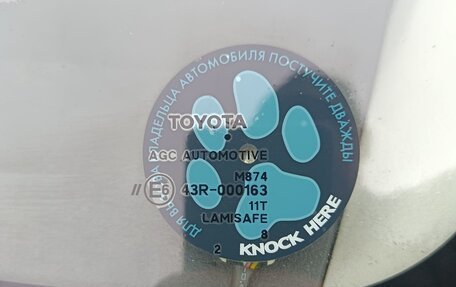 ДЛЯ ВЫЗОВА ВЛАДЕЛЬЦА АВТОМОБИЛЯ ПОСТУЧИТЕ ДВАЖДЫ
TOYOTA
AGC AUTOMOTIVE
M874
//E6 43R-000163
11T
LAMISAFE
8
2
KNOCK HERE